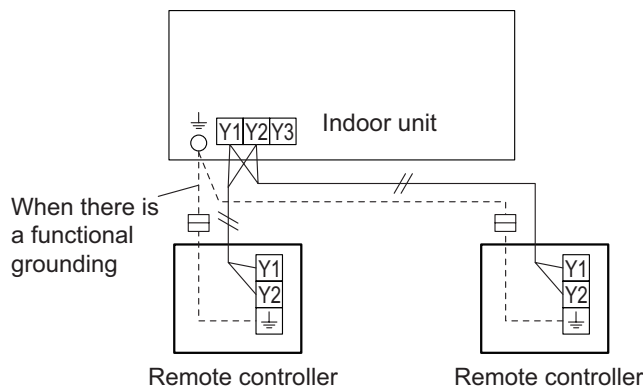 Y1 Y2 Y3 Indoor unit
When there is
a functional
grounding
Y1
Y2
Y1
Y2
Remote controller
Remote controller